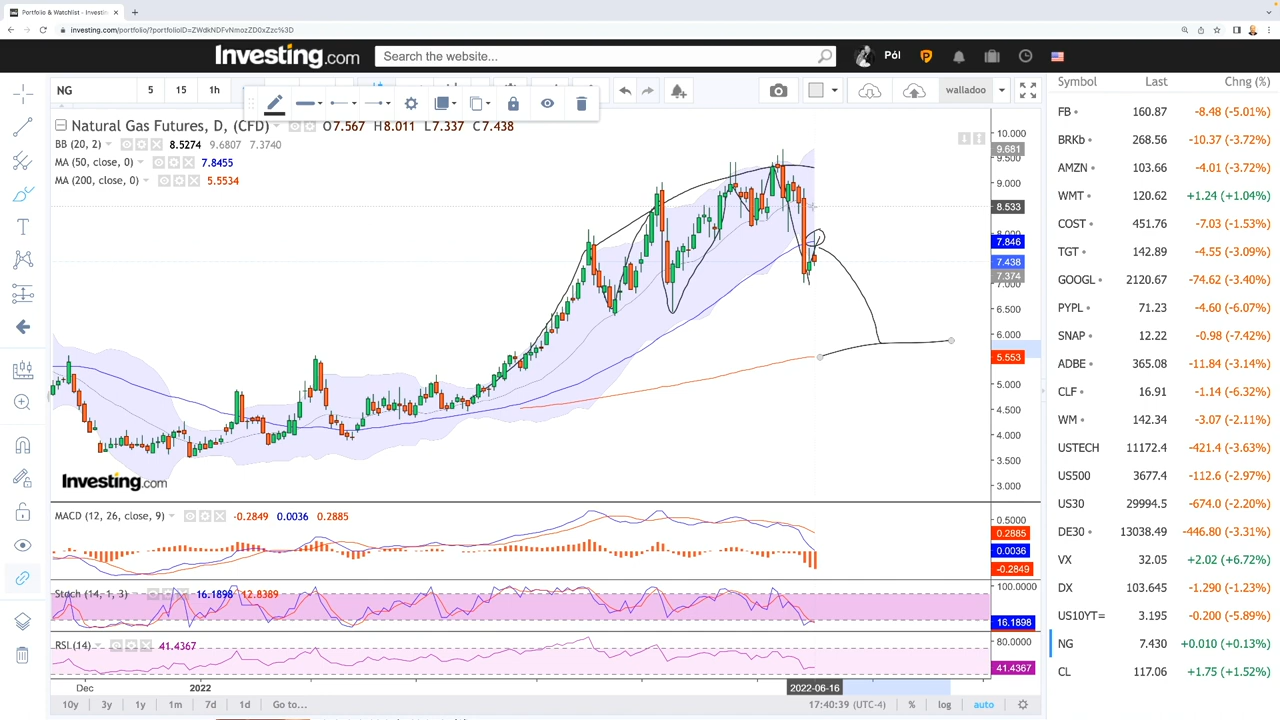 Portfolio & Watchlist - Investing
investing.com/portfolio/?portfolioID=ZWdkNDFvNmozZD0xZzc%3D
Investing.com
Search the website...
Pól
NG 5 15 1h
walladoo
Natural Gas Futures, D, (CFD) O7.567 H8.011 L7.337 C7.438
BB (20, 2) 8.5274 9.6807 7.3740
MA (50, close, 0) 7.8455
MA (200, close, 0) 5.5534
10.000
9.681
9.500
9.000
8.533
8.000
7.846
7.438
7.374
7.000
6.500
6.000
5.553
5.000
4.500
4.000
3.500
3.000
Investing.com
MACD (12, 26, close, 9) -0.2849 0.0036 0.2885
0.5000
0.2885
0.0036
-0.2849
Stoch (14, 1, 3) 16.1898 12.8389
100.0000
16.1898
RSI (14) 41.4367
80.0000
41.4367
Dec 2022 2022-06-16
10y 3y 1y 1m 7d 1d Go to... 17:40:39 (UTC-4) % log auto
Symbol Last Chng (%)
FB 160.87 -8.48 (-5.01%)
BRKb 268.56 -10.37 (-3.72%)
AMZN 103.66 -4.01 (-3.72%)
WMT 120.62 +1.24 (+1.04%)
COST 451.76 -7.03 (-1.53%)
TGT 142.89 -4.55 (-3.09%)
GOOGL 2120.67 -74.62 (-3.40%)
PYPL 71.23 -4.60 (-6.07%)
SNAP 12.22 -0.98 (-7.42%)
ADBE 365.08 -11.84 (-3.14%)
CLF 16.91 -1.14 (-6.32%)
WM 142.34 -3.07 (-2.11%)
USTECH 11172.4 -421.4 (-3.63%)
US500 3677.4 -112.6 (-2.97%)
US30 29994.5 -674.0 (-2.20%)
DE30 13038.49 -446.80 (-3.31%)
VX 32.05 +2.02 (+6.72%)
DX 103.645 -1.290 (-1.23%)
US10YT= 3.195 -0.200 (-5.89%)
NG 7.430 +0.010 (+0.13%)
CL 117.06 +1.75 (+1.52%)